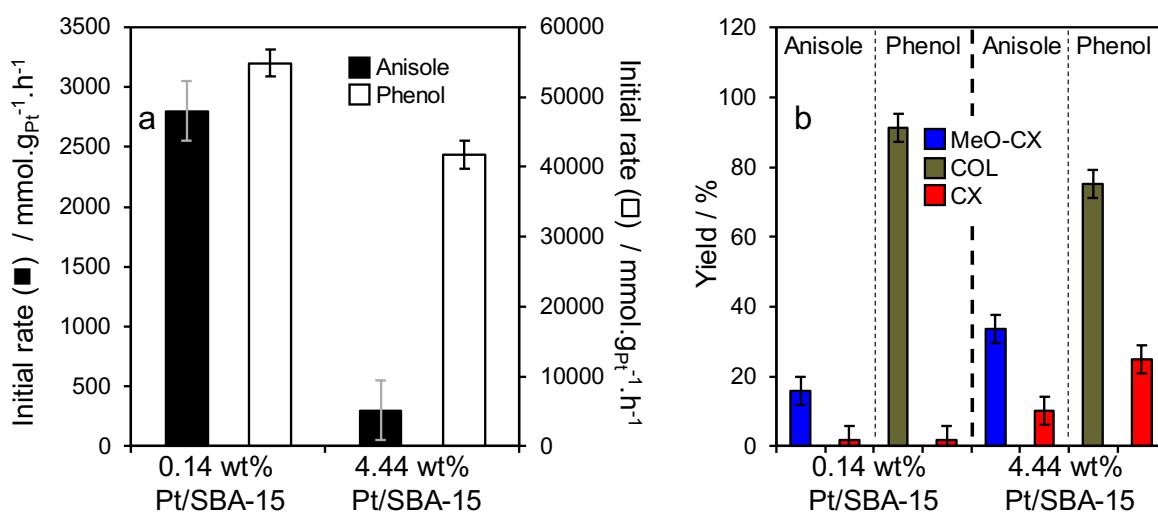 3500
3000
2500
2000
1500
1000
500
0
Initial rate (■) / mmol.gPt⁻¹.h⁻¹
a
Anisole
Phenol
60000
50000
40000
30000
20000
10000
0
Initial rate (□) / mmol.gPt⁻¹.h⁻¹
0.14 wt%
Pt/SBA-15
4.44 wt%
Pt/SBA-15
120
100
80
60
40
20
0
Yield / %
Anisole
Phenol
Anisole
Phenol
b
MeO-CX
COL
CX
0.14 wt%
Pt/SBA-15
4.44 wt%
Pt/SBA-15